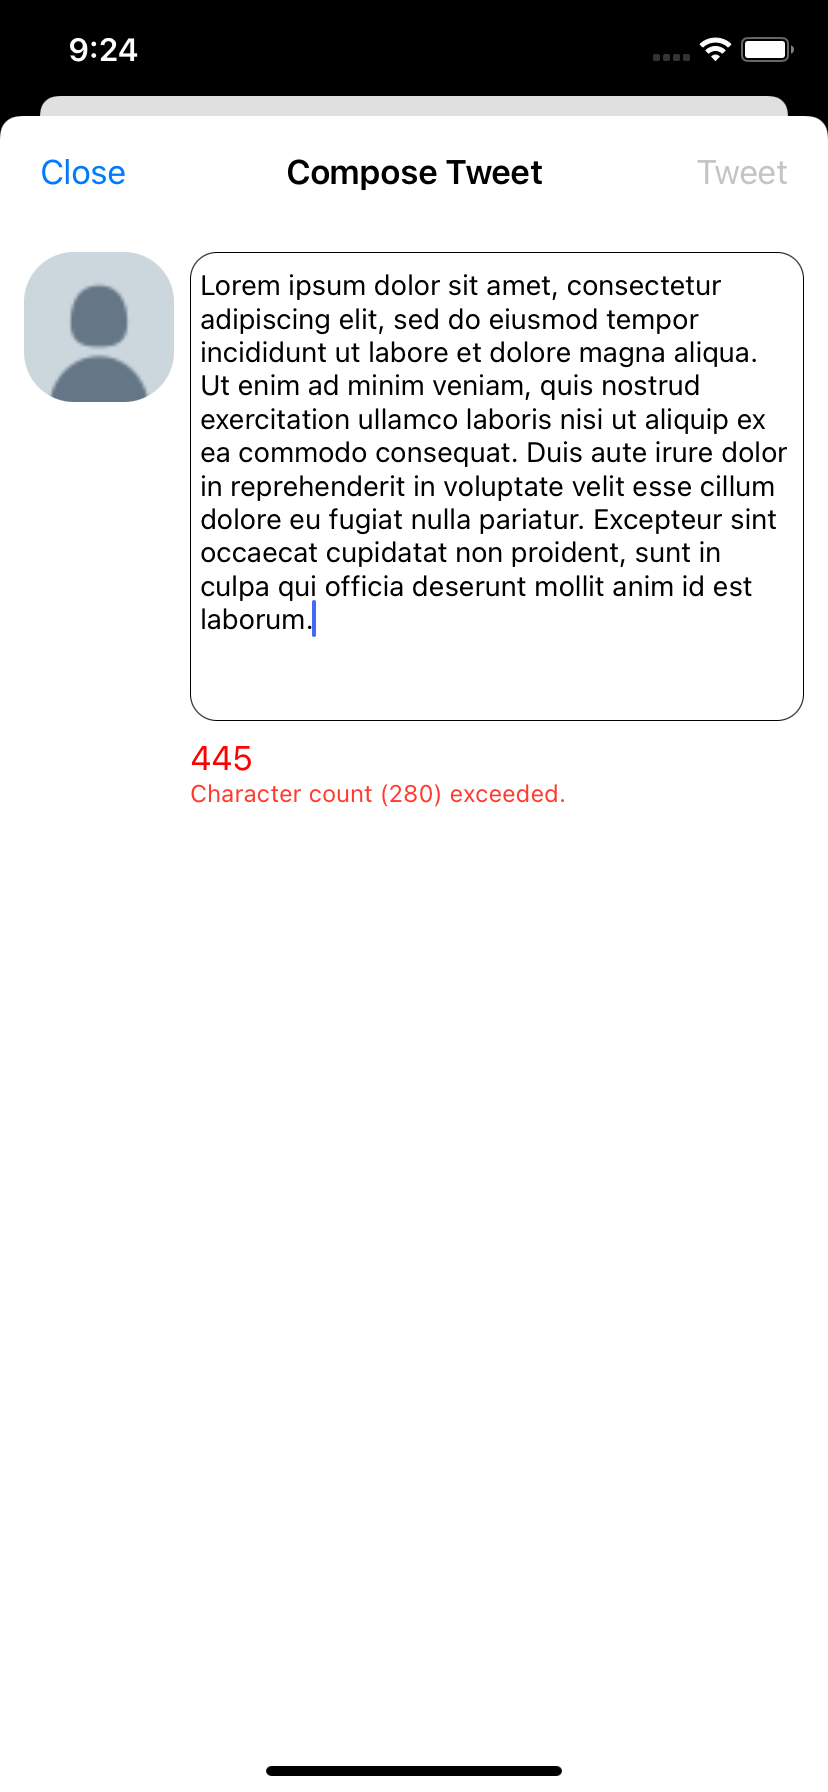 9:24
Close Compose Tweet Tweet
Lorem ipsum dolor sit amet, consectetur
adipiscing elit, sed do eiusmod tempor
incididunt ut labore et dolore magna aliqua.
Ut enim ad minim veniam, quis nostrud
exercitation ullamco laboris nisi ut aliquip ex
ea commodo consequat. Duis aute irure dolor
in reprehenderit in voluptate velit esse cillum
dolore eu fugiat nulla pariatur. Excepteur sint
occaecat cupidatat non proident, sunt in
culpa qui officia deserunt mollit anim id est
laborum.
445
Character count (280) exceeded.